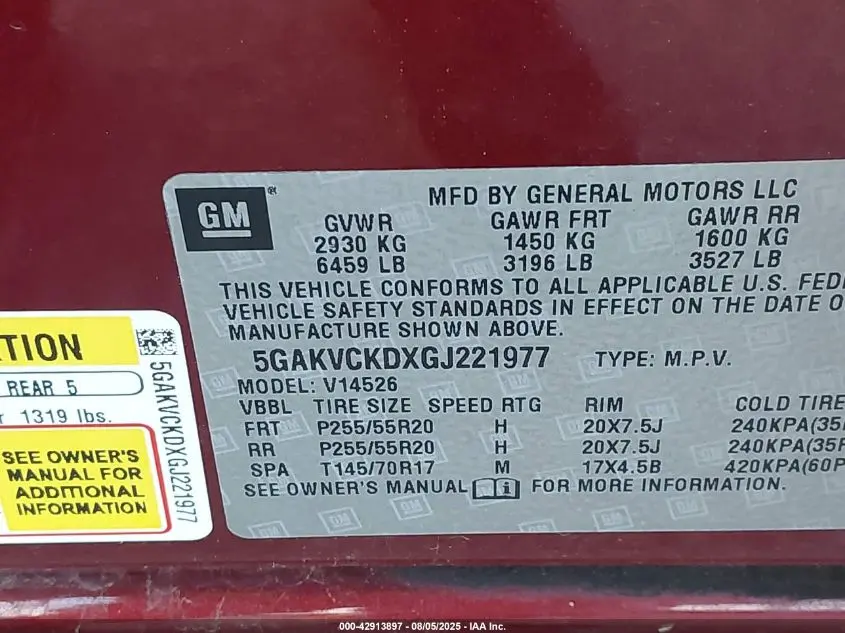 GM
®
MFD BY GENERAL MOTORS LLC
GVWR GAWR FRT GAWR RR
2930 KG 1450 KG 1600 KG
6459 LB 3196 LB 3527 LB
THIS VEHICLE CONFORMS TO ALL APPLICABLE U.S. FEDE
VEHICLE SAFETY STANDARDS IN EFFECT ON THE DATE O
MANUFACTURE SHOWN ABOVE.
5GAKVCKDXGJ221977 TYPE: M.P.V.
MODEL: V14526
VBBL TIRE SIZE SPEED RTG RIM COLD TIRE
FRT P255/55R20 H 20X7.5J 240KPA(35
RR P255/55R20 H 20X7.5J 240KPA(35
SPA T145/70R17 M 17X4.5B 420KPA(60P
SEE OWNER'S MANUAL FOR MORE INFORMATION.
TION
REAR 5
r 1319 lbs.
SEE OWNER'S
MANUAL FOR
ADDITIONAL
INFORMATION
5GAKVCKDXGJ221977
000-42913897 - 08/05/2025 - IAA Inc.